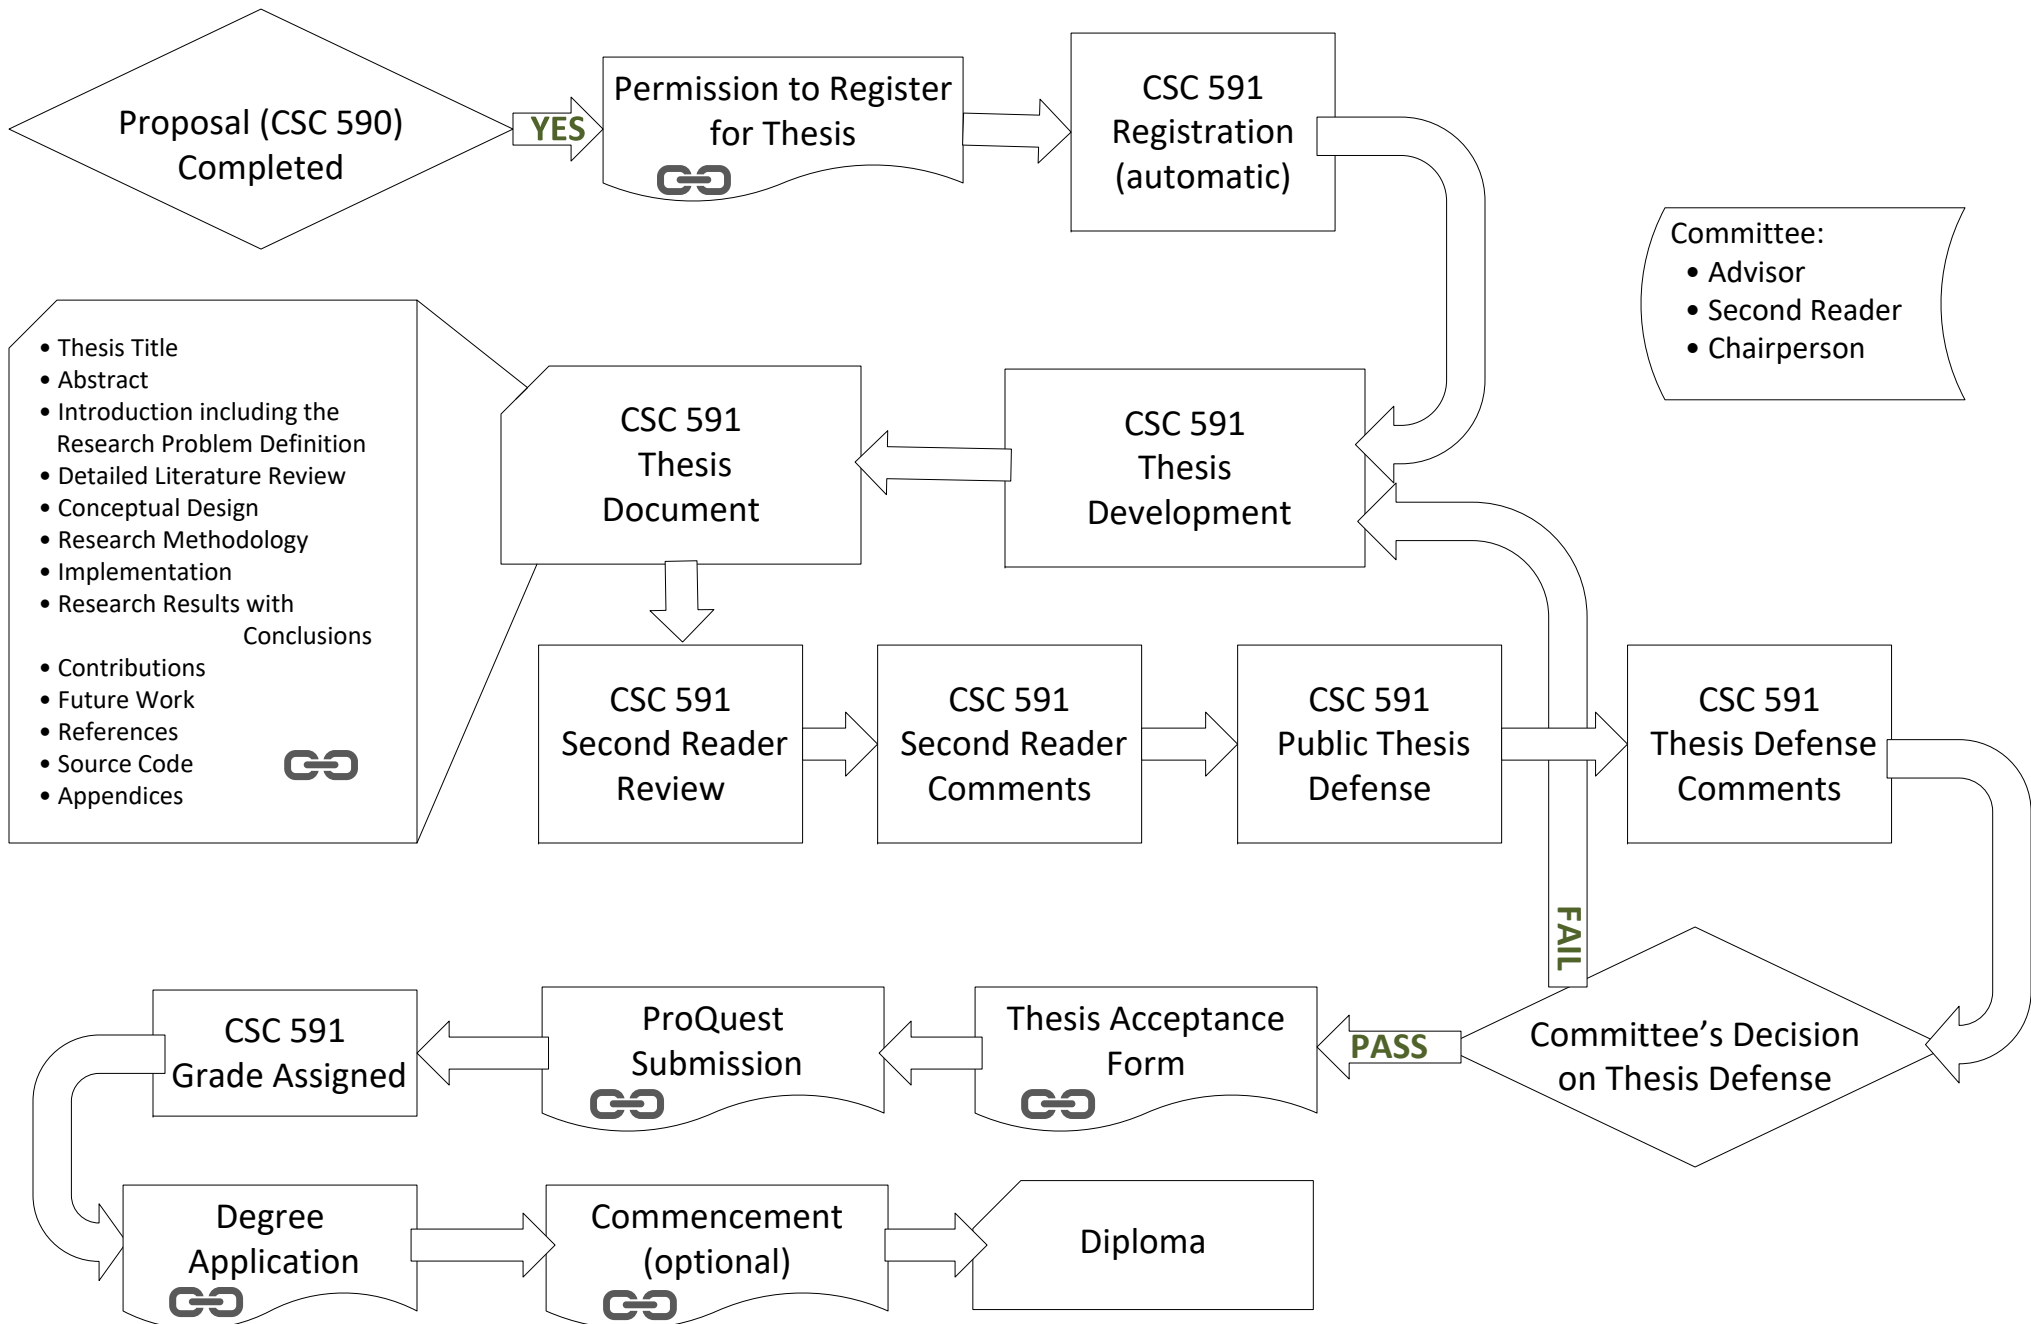 Proposal (CSC 590)
Completed
YES
Permission to Register
for Thesis
CSC 591
Registration
(automatic)
Committee:
• Advisor
• Second Reader
• Chairperson
• Thesis Title
• Abstract
• Introduction including the
Research Problem Definition
• Detailed Literature Review
• Conceptual Design
• Research Methodology
• Implementation
• Research Results with
Conclusions
• Contributions
• Future Work
• References
• Source Code
• Appendices
CSC 591
Thesis
Document
CSC 591
Thesis
Development
CSC 591
Second Reader
Review
CSC 591
Second Reader
Comments
CSC 591
Public Thesis
Defense
CSC 591
Thesis Defense
Comments
FAIL
Committee’s Decision
on Thesis Defense
PASS
Thesis Acceptance
Form
ProQuest
Submission
CSC 591
Grade Assigned
Degree
Application
Commencement
(optional)
Diploma